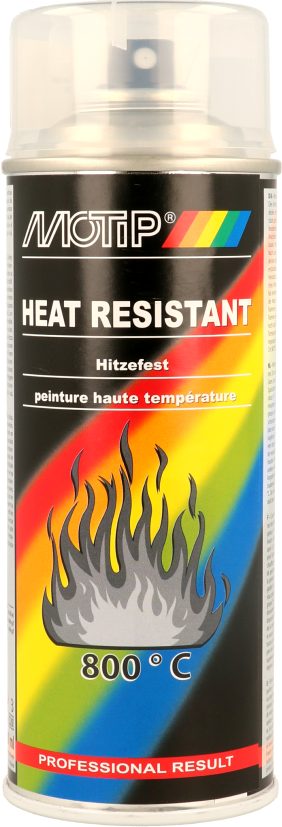 MOTIP®
HEAT RESISTANT
Hitzefest
peinture haute température
800 ° C
PROFESSIONAL RESULT